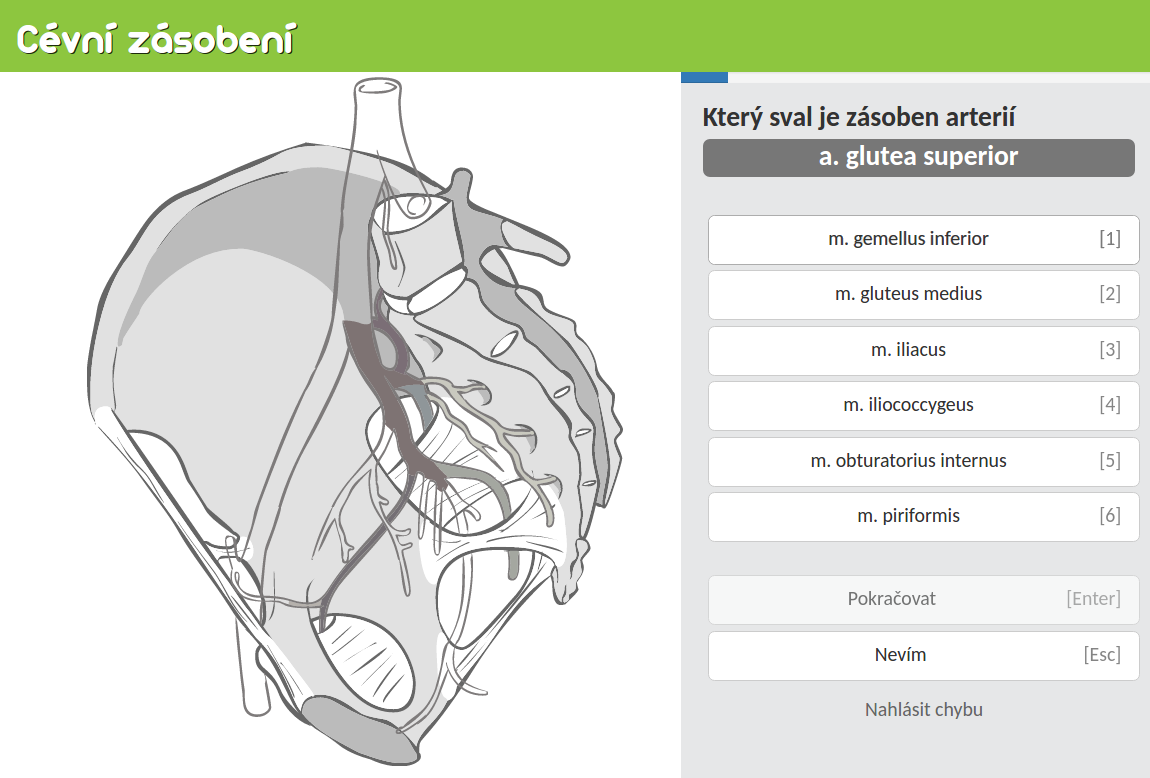 Cévní zásobení
Který sval je zásoben arterií
a. glutea superior
m. gemellus inferior [1]
m. gluteus medius [2]
m. iliacus [3]
m. iliococcygeus [4]
m. obturatorius internus [5]
m. piriformis [6]
Pokračovat [Enter]
Nevím [Esc]
Nahlásit chybu